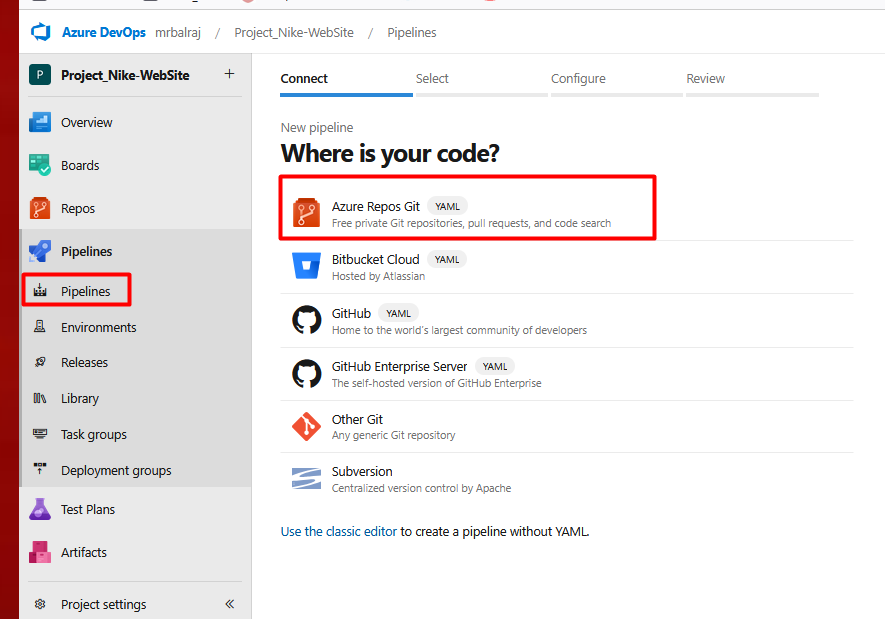 Azure DevOps mrbalraj / Project_Nike-WebSite / Pipelines
P Project_Nike-WebSite +
Overview
Boards
Repos
Pipelines
Pipelines
Environments
Releases
Library
Task groups
Deployment groups
Test Plans
Artifacts
Project settings «
Connect Select Configure Review
New pipeline
Where is your code?
Azure Repos Git YAML
Free private Git repositories, pull requests, and code search
Bitbucket Cloud YAML
Hosted by Atlassian
GitHub YAML
Home to the world's largest community of developers
GitHub Enterprise Server YAML
The self-hosted version of GitHub Enterprise
Other Git
Any generic Git repository
Subversion
Centralized version control by Apache
Use the classic editor to create a pipeline without YAML.